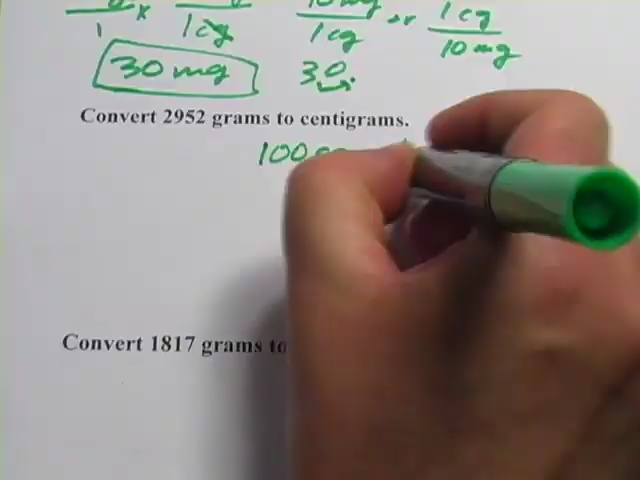 1 x 1cg 10 mg / 1 cg or 1 cg / 10 mg
30 mg 30.
Convert 2952 grams to centigrams.
100
Convert 1817 grams to